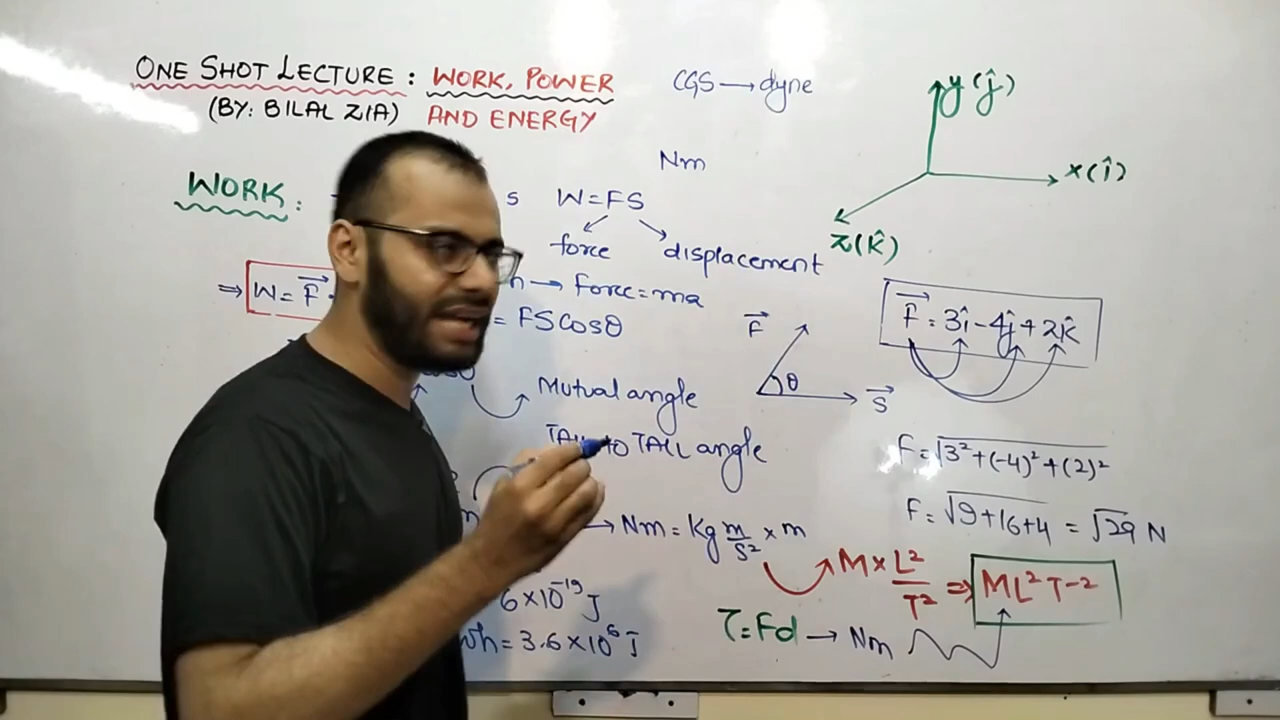 ONE SHOT LECTURE: WORK, POWER
(BY: BILAL ZIA) AND ENERGY
CGS → dyne
Nm
WORK:
s W=FS
force displacement
⇒ W = F⃗ .
→ Force = ma
= FSCosθ
Mutual angle
TAIL to TAIL angle
→ Nm = Kg m/s² × m
M × L²/T² ⇒ ML²T⁻²
6×10⁻¹⁹ J
wh = 3.6×10⁶ J
τ = Fd → Nm
y(ĵ)
x(î)
z(k̂)
F⃗ = 3î - 4ĵ + 2k̂
F⃗
θ
S⃗
F = √3² + (-4)² + (2)²
F = √9+16+4 = √29 N